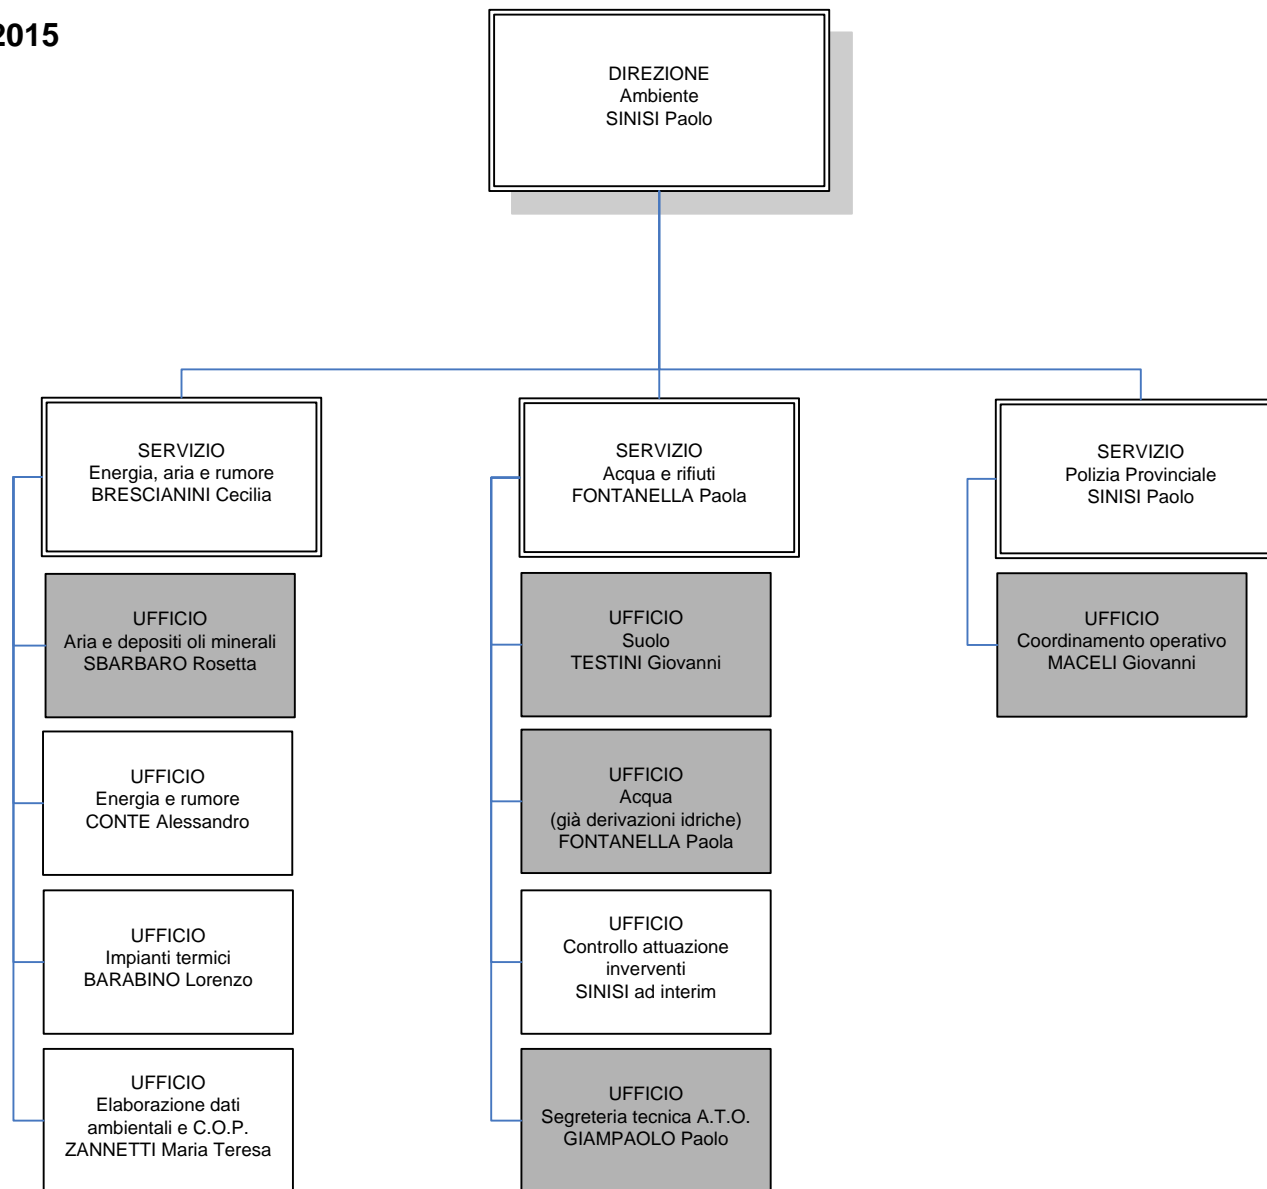 2015
DIREZIONE
Ambiente
SINISI Paolo
SERVIZIO
Energia, aria e rumore
BRESCIANINI Cecilia
SERVIZIO
Acqua e rifiuti
FONTANELLA Paola
SERVIZIO
Polizia Provinciale
SINISI Paolo
UFFICIO
Aria e depositi oli minerali
SBARBARO Rosetta
UFFICIO
Suolo
TESTINI Giovanni
UFFICIO
Coordinamento operativo
MACELI Giovanni
UFFICIO
Energia e rumore
CONTE Alessandro
UFFICIO
Acqua
(già derivazioni idriche)
FONTANELLA Paola
UFFICIO
Impianti termici
BARABINO Lorenzo
UFFICIO
Controllo attuazione
inverventi
SINISI ad interim
UFFICIO
Elaborazione dati
ambientali e C.O.P.
ZANNETTI Maria Teresa
UFFICIO
Segreteria tecnica A.T.O.
GIAMPAOLO Paolo